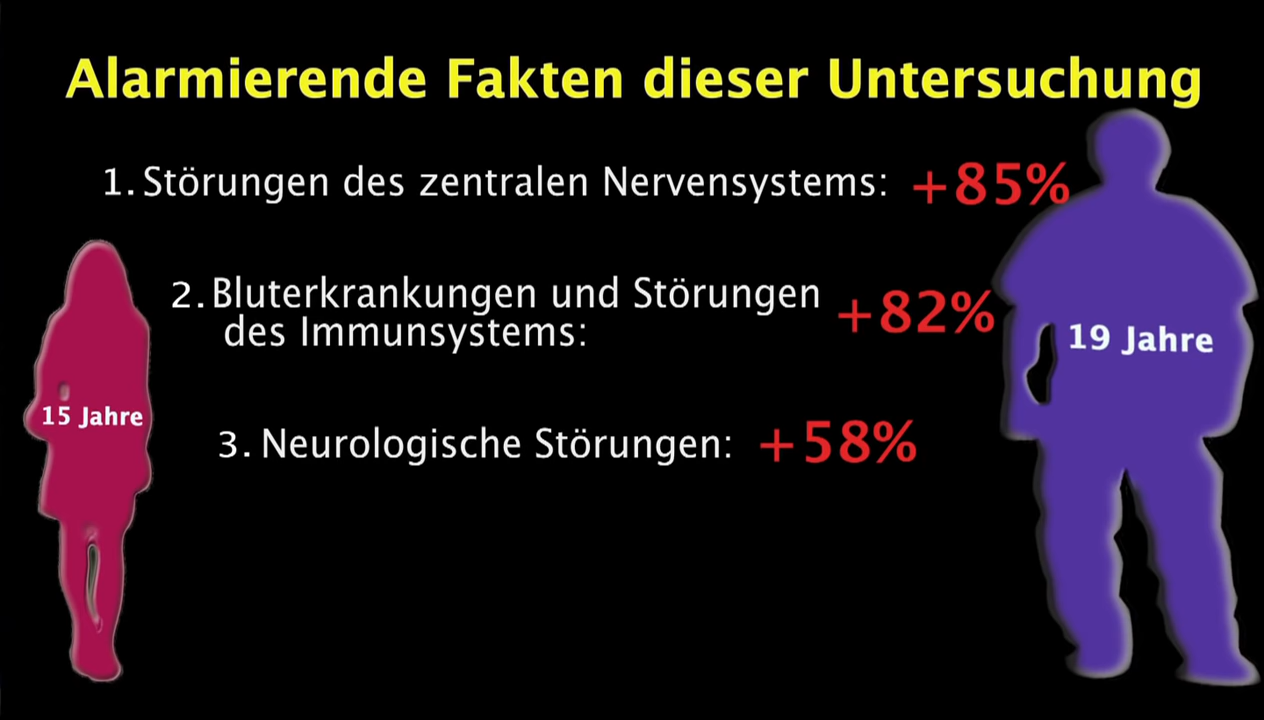 Alarmierende Fakten dieser Untersuchung
1. Störungen des zentralen Nervensystems: +85%
2. Bluterkrankungen und Störungen
des Immunsystems: +82%
3. Neurologische Störungen: +58%
15 Jahre
19 Jahre